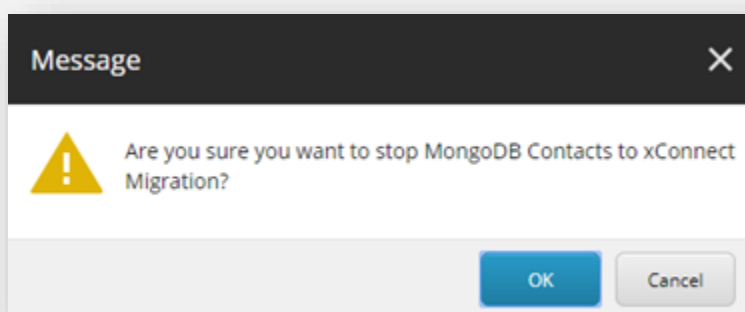 Message
Are you sure you want to stop MongoDB Contacts to xConnect
Migration?
OK
Cancel